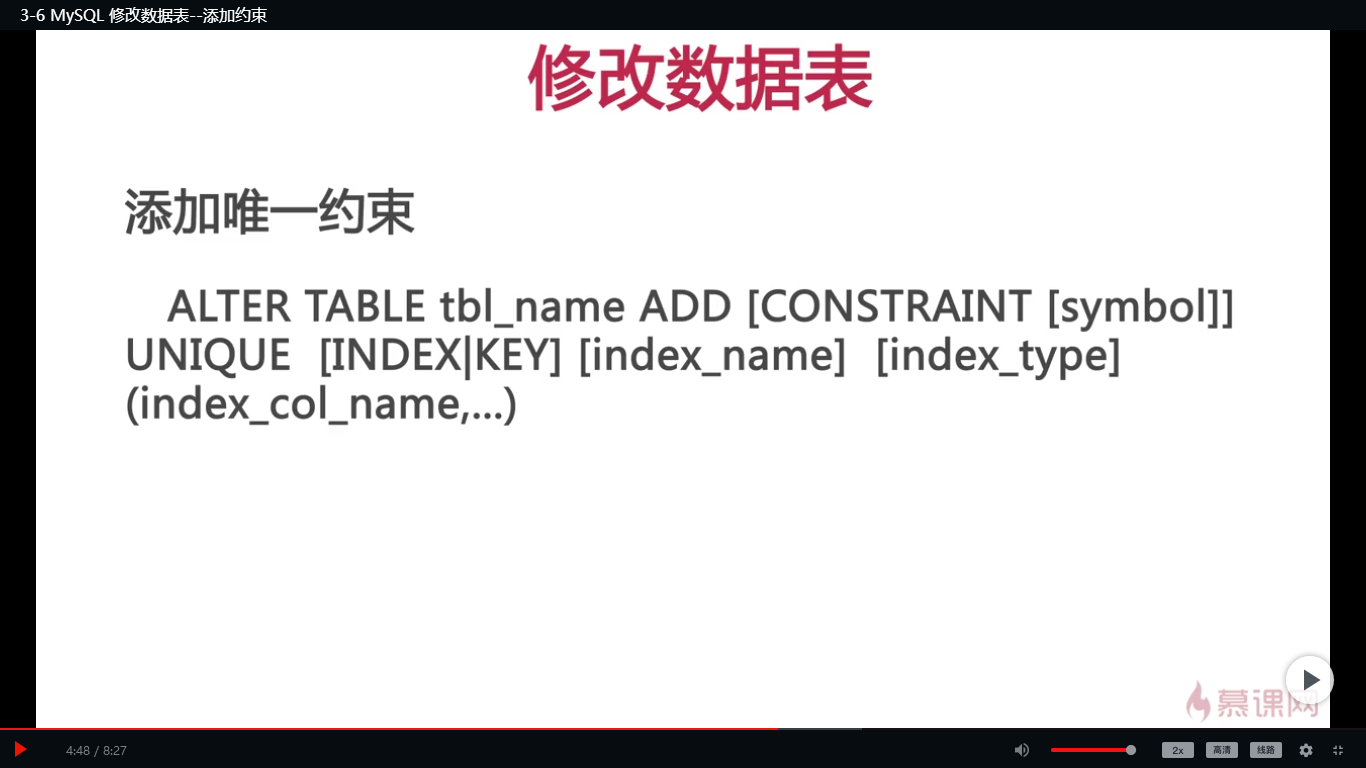 3-6 MySQL 修改数据表--添加约束
修改数据表
添加唯一约束
ALTER TABLE tbl_name ADD [CONSTRAINT [symbol]]
UNIQUE [INDEX|KEY] [index_name] [index_type]
(index_col_name,...)
慕课网
4:48 / 8:27
2x 高清 线路